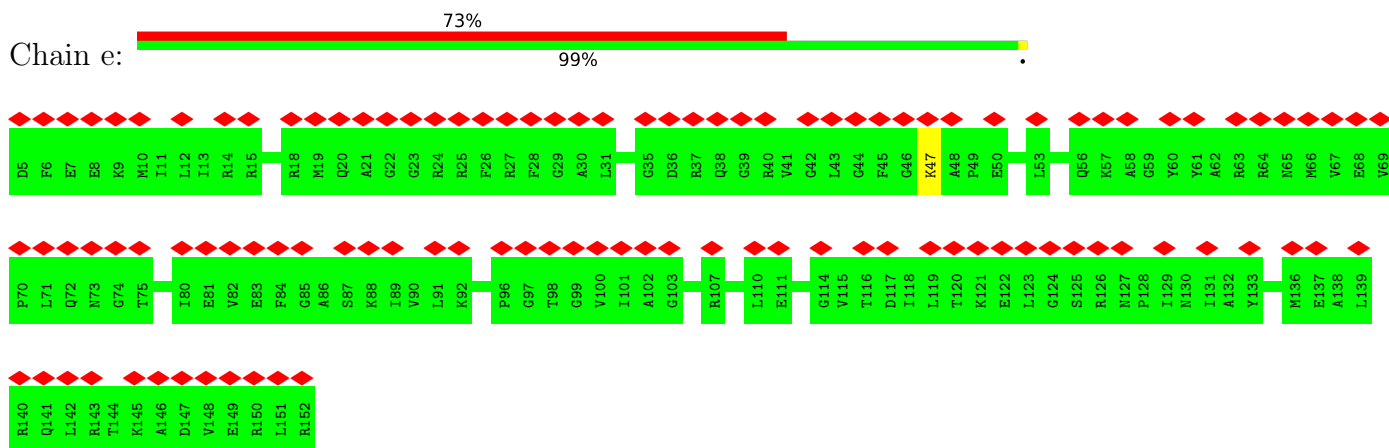 73%
Chain e:
99%
.
D5 F6 E7 E8 K9 M10 I11 L12 I13 R14 R15 R18 M19 Q20 A21 G22 G23 R24 R25 F26 R27 F28 G29 A30 L31 G35 D36 R37 Q38 G39 R40 V41 G42 L43 G44 F45 G46 K47 A48 P49 E50 L53 Q56 K57 A58 G59 Y60 Y61 A62 R63 R64 N65 M66 V67 E68 V69
P70 L71 Q72 N73 G74 T75 I80 E81 V82 E83 F84 G85 A86 S87 K88 I89 V90 L91 K92 P96 G97 T98 G99 V100 I101 A102 G103 R107 L110 E111 G114 V115 T116 D117 I118 L119 T120 K121 E122 L123 G124 S125 R126 N127 P128 I129 N130 I131 A132 Y133 M136 E137 A138 L139
R140 Q141 L142 R143 T144 K145 A146 D147 V148 E149 R150 L151 R152